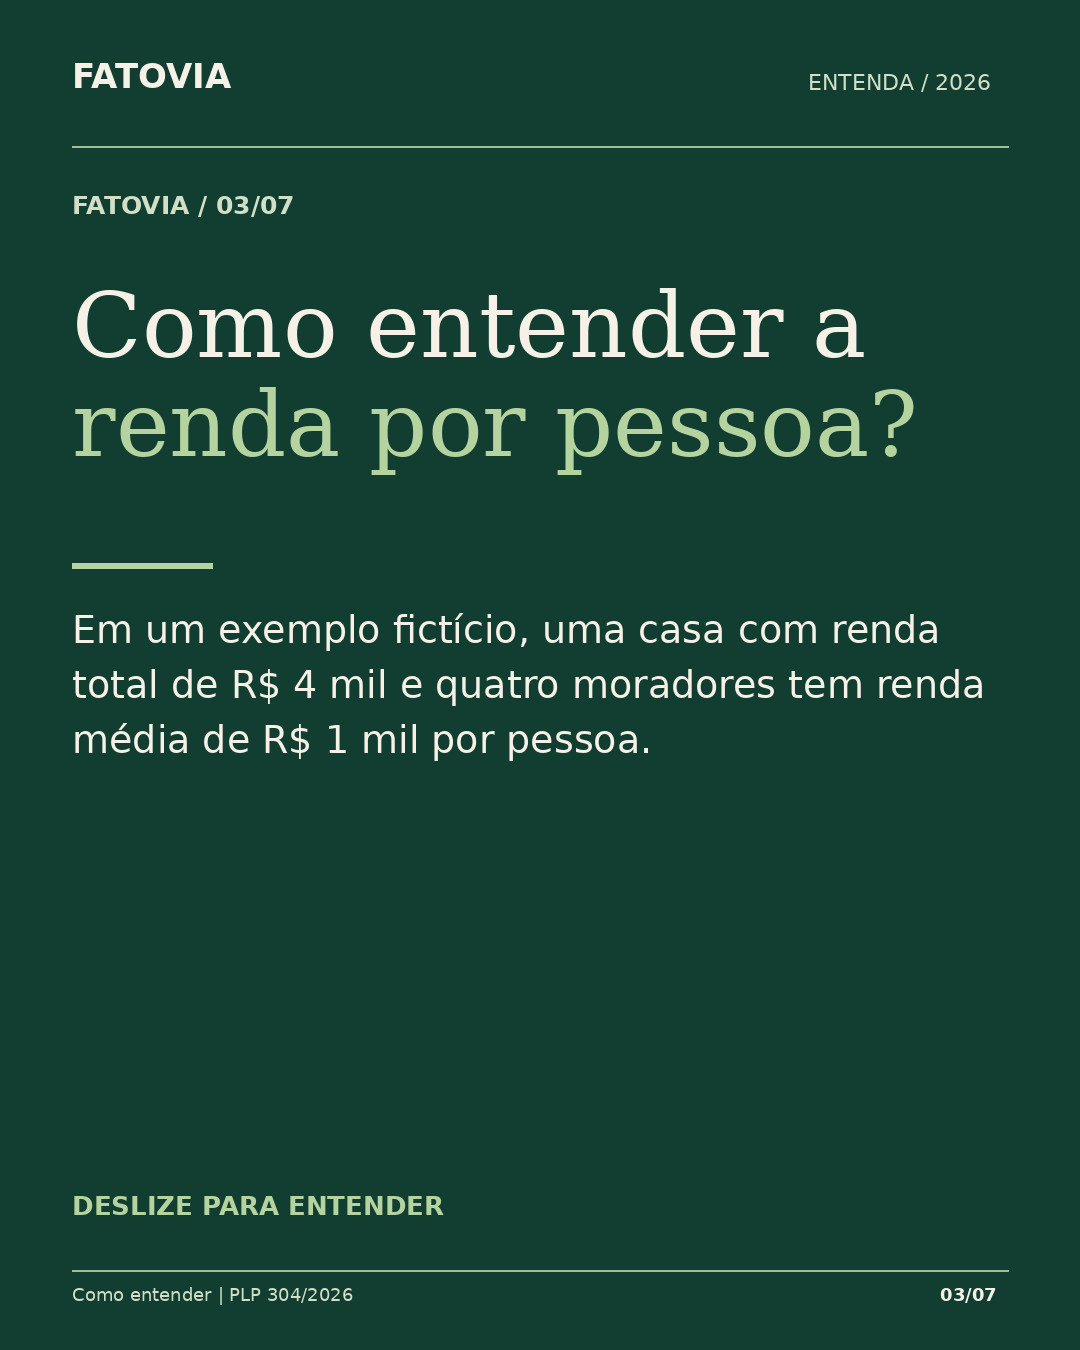 FATOVIA
ENTENDA / 2026
FATOVIA / 03/07
Como entender a
renda por pessoa?
Em um exemplo fictício, uma casa com renda
total de R$ 4 mil e quatro moradores tem renda
média de R$ 1 mil por pessoa.
DESLIZE PARA ENTENDER
Como entender | PLP 304/2026
03/07